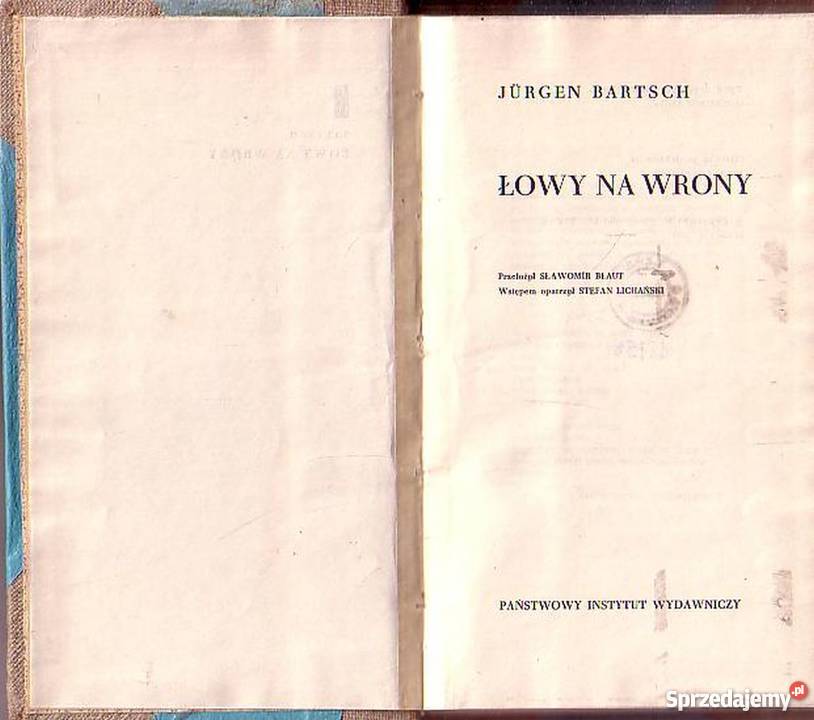 JÜRGEN BARTSCH
ŁOWY NA WRONY
Przełożył SŁAWOMIR BŁAUT
Wstępem opatrzył STEFAN LICHAŃSKI
PAŃSTWOWY INSTYTUT WYDAWNICZY
Sprzedajemy.pl